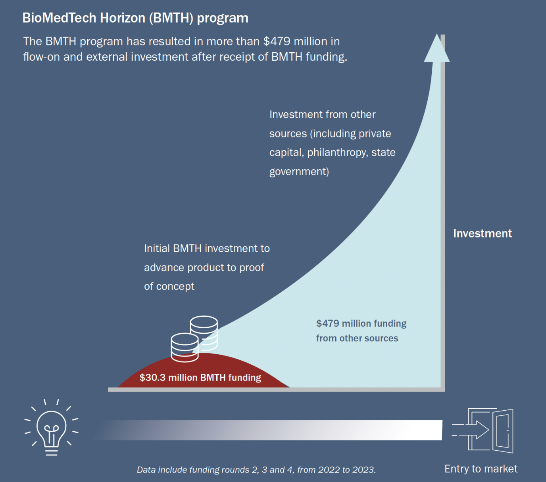 BioMedTech Horizon (BMTH) program
The BMTH program has resulted in more than $479 million in
flow-on and external investment after receipt of BMTH funding.
Investment from other
sources (including private
capital, philanthropy, state
government)
Investment
Initial BMTH investment to
advance product to proof
of concept
$479 million funding
from other sources
$30.3 million BMTH funding
Data include funding rounds 2, 3 and 4, from 2022 to 2023.
Entry to market